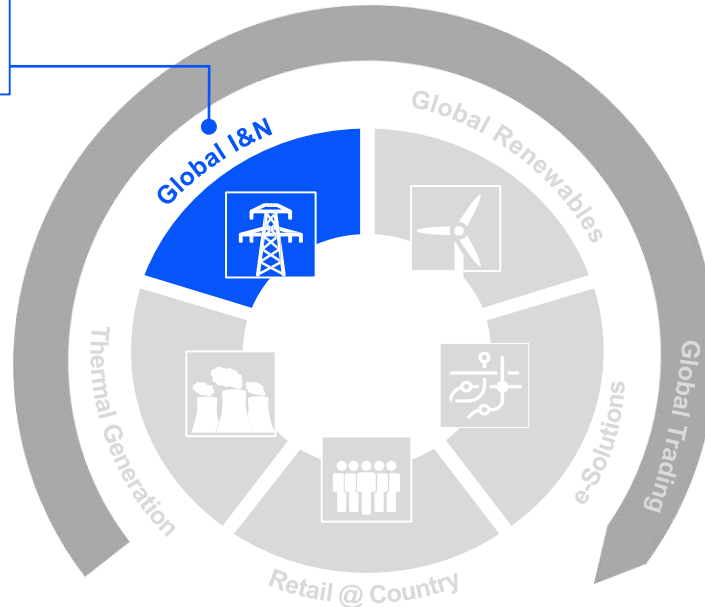 Global I&N
Global Renewables
Thermal Generation
e-Solutions
Global Trading
Retail @ Country